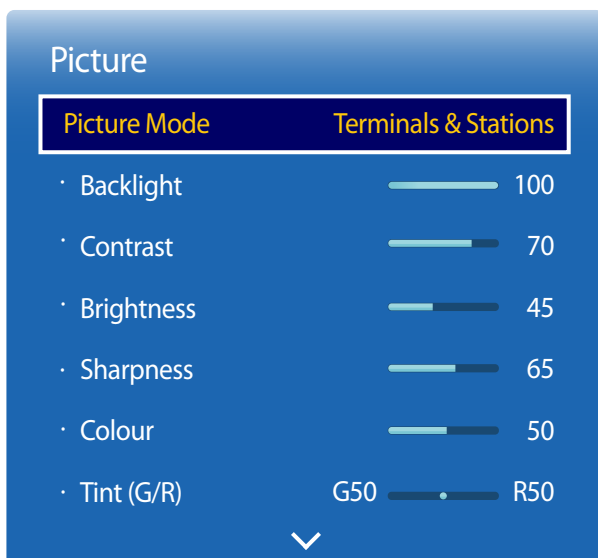 Picture
Picture Mode Terminals & Stations
· Backlight 100
· Contrast 70
· Brightness 45
· Sharpness 65
· Colour 50
· Tint (G/R) G50 R50